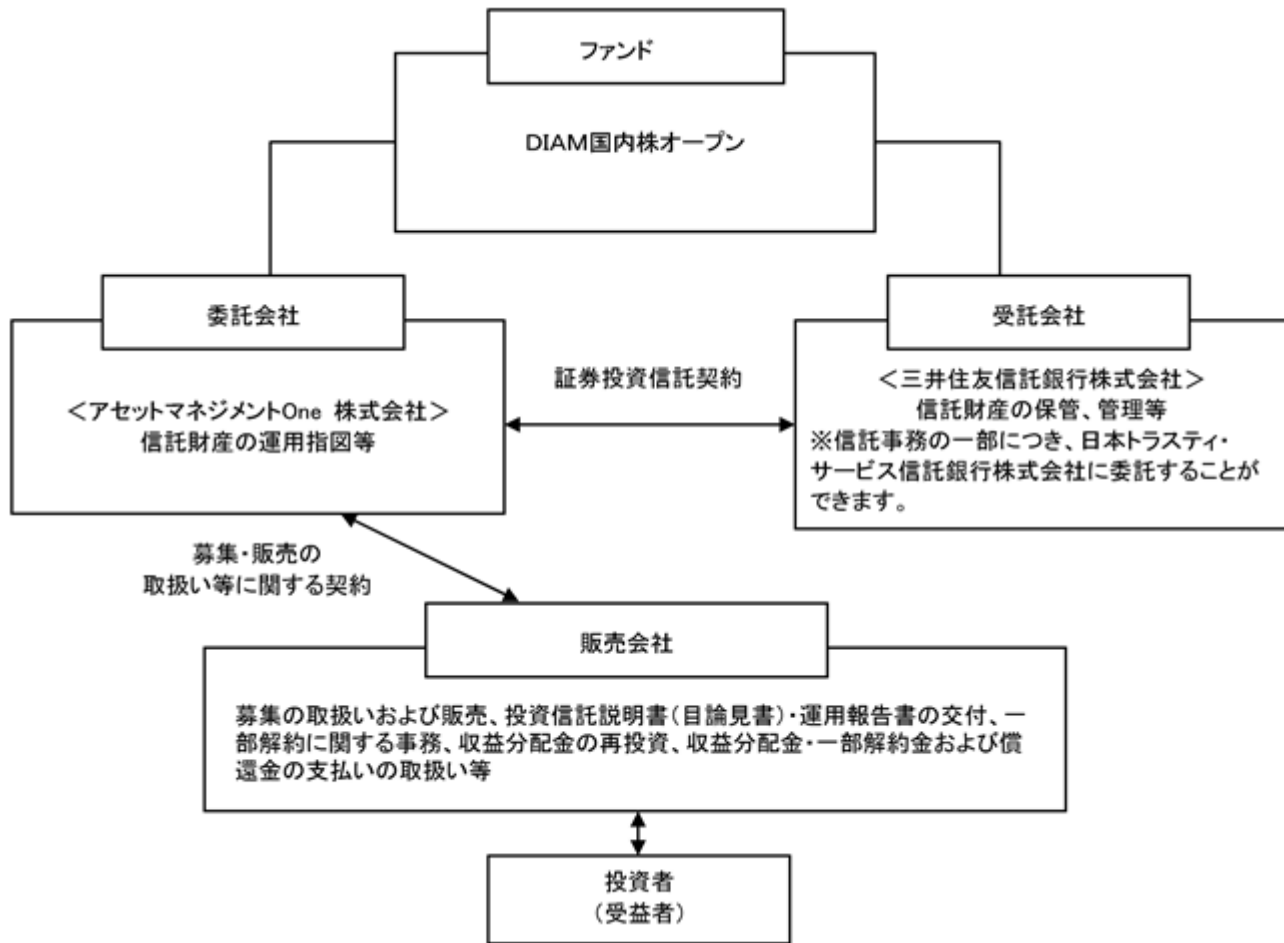 ファンド
DIAM国内株オープン
委託会社
<アセットマネジメントOne 株式会社>
信託財産の運用指図等
証券投資信託契約
受託会社
<三井住友信託銀行株式会社>
信託財産の保管、管理等
※信託事務の一部につき、日本トラスティ・
サービス信託銀行株式会社に委託することが
できます。
募集・販売の
取扱い等に関する契約
販売会社
募集の取扱いおよび販売、投資信託説明書(目論見書)・運用報告書の交付、一
部解約に関する事務、収益分配金の再投資、収益分配金・一部解約金および償
還金の支払いの取扱い等
投資者
(受益者)